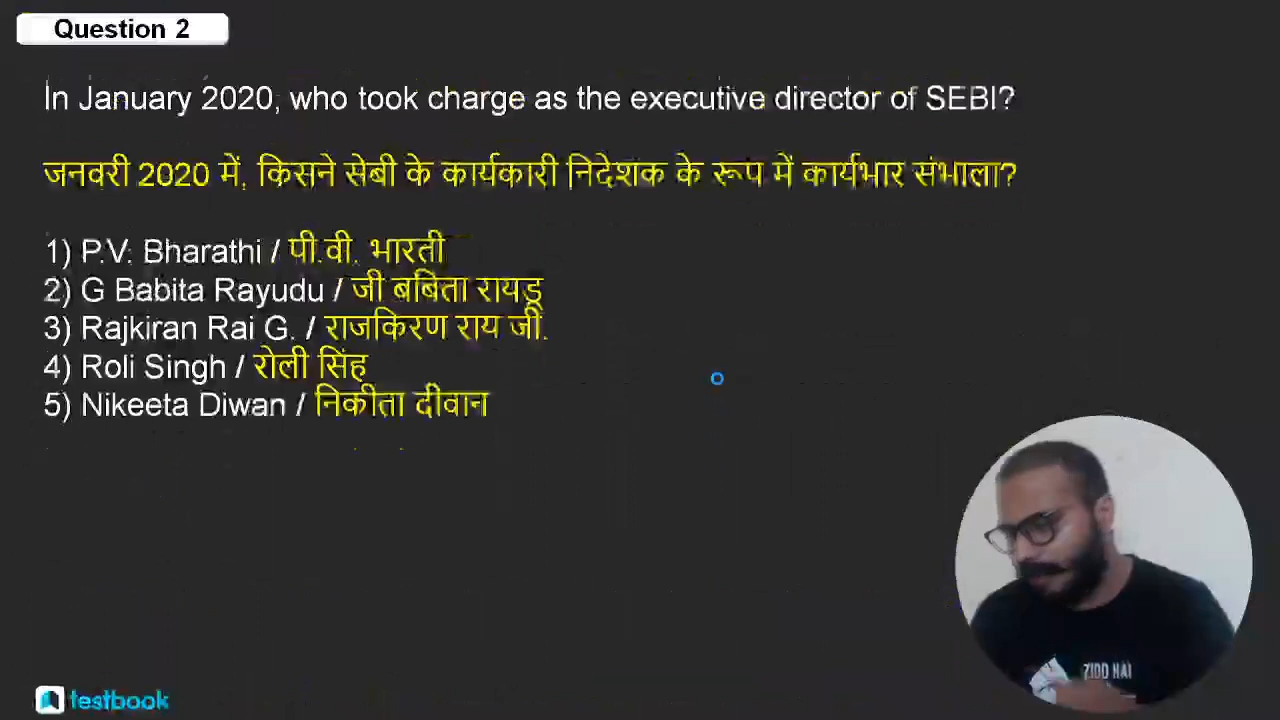 Question 2
In January 2020, who took charge as the executive director of SEBI?
जनवरी 2020 में, किसने सेबी के कार्यकारी निदेशक के रूप में कार्यभार संभाला?
1) P.V. Bharathi / पी.वी. भारती
2) G Babita Rayudu / जी बबिता रायडू
3) Rajkiran Rai G. / राजकिरण राय जी.
4) Roli Singh / रोली सिंह
5) Nikeeta Diwan / निकीता दीवान
ZIDD HAI
testbook